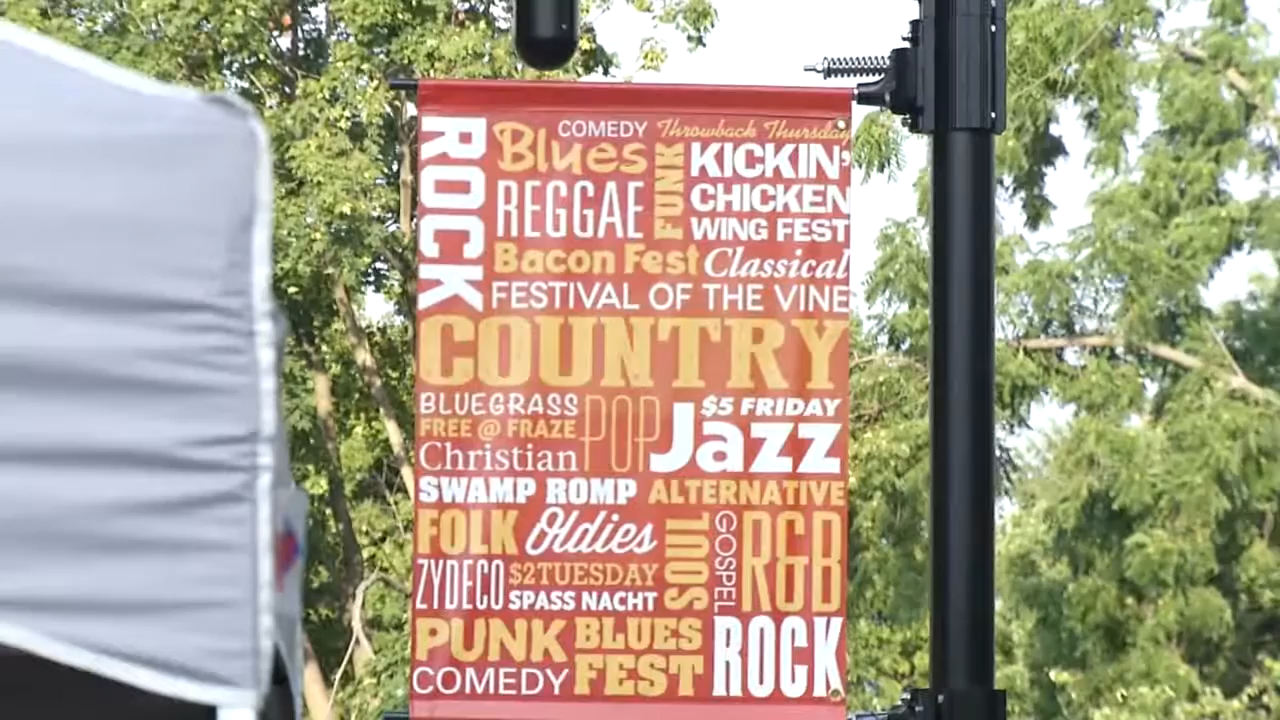 ROCK
COMEDY
Throwback Thursday
Blues
FUNK
KICKIN'
REGGAE
CHICKEN
WING FEST
Bacon Fest
Classical
FESTIVAL OF THE VINE
COUNTRY
BLUEGRASS
POP
$5 FRIDAY
FREE @ FRAZE
Jazz
Christian
SWAMP ROMP
ALTERNATIVE
FOLK
Oldies
SOUL
GOSPEL
R&B
ZYDECO
$2TUESDAY
SPASS NACHT
PUNK
BLUES
FEST
ROCK
COMEDY